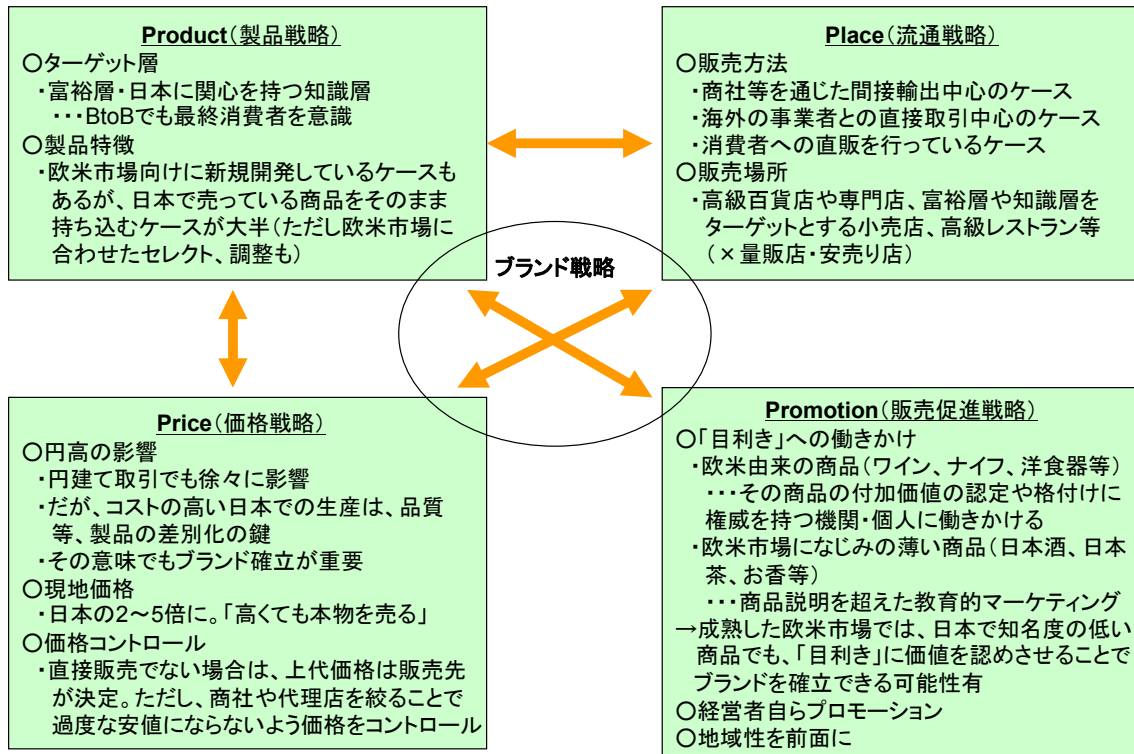 Product(製品戦略)
○ターゲット層
・富裕層・日本に関心を持つ知識層
・・・BtoBでも最終消費者を意識
○製品特徴
・欧米市場向けに新規開発しているケースも
あるが、日本で売っている商品をそのまま
持ち込むケースが大半(ただし欧米市場に
合わせたセレクト、調整も)
Place(流通戦略)
○販売方法
・商社等を通じた間接輸出中心のケース
・海外の事業者との直接取引中心のケース
・消費者への直販を行っているケース
○販売場所
・高級百貨店や専門店、富裕層や知識層を
ターゲットとする小売店、高級レストラン等
(×量販店・安売り店)
ブランド戦略
Price(価格戦略)
○円高の影響
・円建て取引でも徐々に影響
・だが、コストの高い日本での生産は、品質
等、製品の差別化の鍵
・その意味でもブランド確立が重要
○現地価格
・日本の2~5倍に。「高くても本物を売る」
○価格コントロール
・直接販売でない場合は、上代価格は販売先
が決定。ただし、商社や代理店を絞ることで
過度な安値にならないよう価格をコントロール
Promotion(販売促進戦略)
○「目利き」への働きかけ
・欧米由来の商品(ワイン、ナイフ、洋食器等)
・・・その商品の付加価値の認定や格付けに
権威を持つ機関・個人に働きかける
・欧米市場になじみの薄い商品(日本酒、日本
茶、お香等)
・・・商品説明を超えた教育的マーケティング
→成熟した欧米市場では、日本で知名度の低い
商品でも、「目利き」に価値を認めさせることで
ブランドを確立できる可能性有
○経営者自らプロモーション
○地域性を前面に